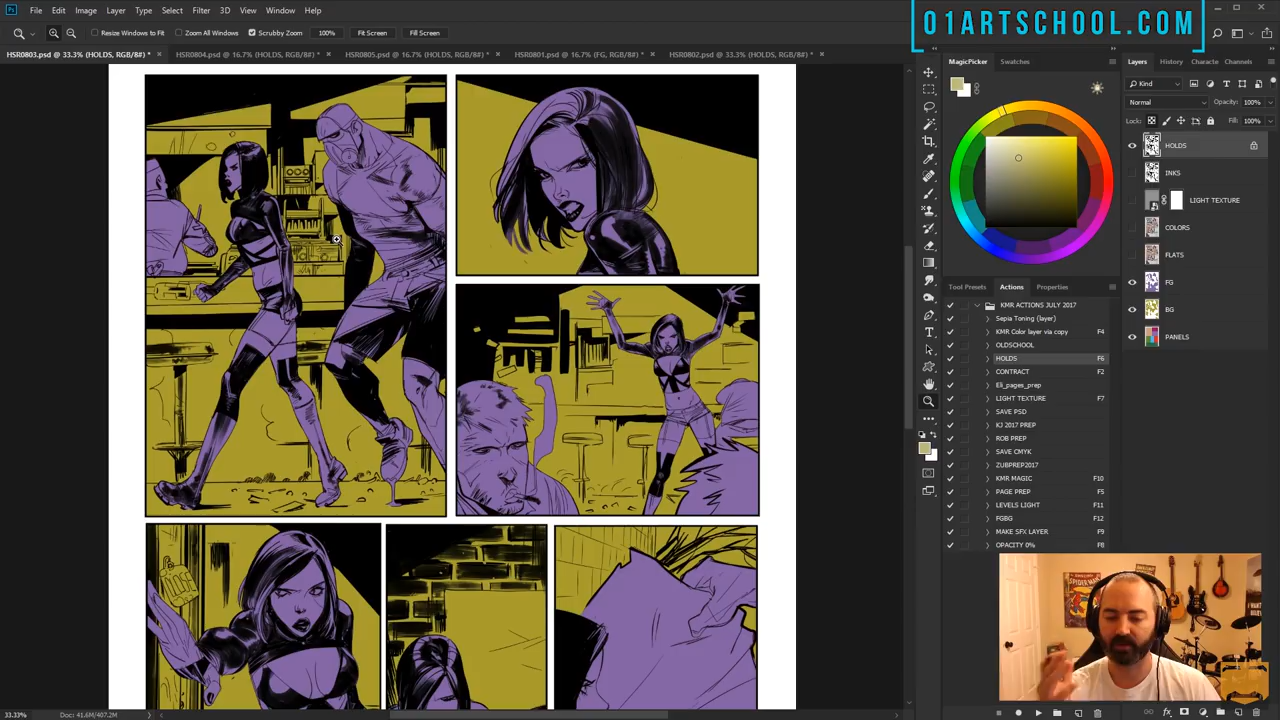 File Edit Image Layer Type Select Filter 3D View Window Help
01ARTSCHOOL.COM
Resize Windows to Fit Zoom All Windows Scrubby Zoom 100% Fit Screen Fill Screen
HSR0803.psd @ 33.3% (HOLDS, RGB/8#) * × HSR0804.psd @ 16.7% (HOLDS, RGB/8#) * × HSR0805.psd @ 16.7% (HOLDS, RGB/8#) * × HSR0801.psd @ 16.7% (FG, RGB/8#) * × HSR0802.psd @ 33.3% (HOLDS, RGB/8#) * ×
MagicPicker Swatches
Layers History Characte Channels
Kind
Normal Opacity: 100%
Lock: Fill: 100%
HOLDS
INKS
LIGHT TEXTURE
COLORS
FLATS
FG
BG
PANELS
Tool Presets Actions Properties
KMR ACTIONS JULY 2017
Sepia Toning (layer)
KMR Color layer via copy F4
OLDSCHOOL
HOLDS F6
CONTRACT F2
Eli_pages_prep
LIGHT TEXTURE F7
SAVE PSD
KJ 2017 PREP
ROB PREP
SAVE CMYK
ZUBPREP2017
KMR MAGIC F10
PAGE PREP F5
LEVELS LIGHT F11
FGBG F12
MAKE SFX LAYER F9
OPACITY 0% F8
33.33% Doc: 41.6M/407.2M